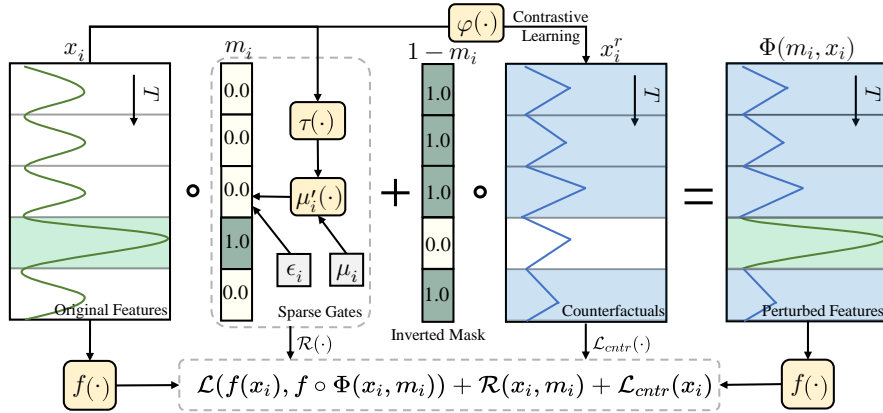 φ(·)
Contrastive
Learning
x_i
m_i
1 − m_i
x_i^r
Φ(m_i, x_i)
T
0.0
0.0
0.0
1.0
0.0
τ(·)
μ'_i(·)
ϵ_i
μ_i
1.0
1.0
1.0
0.0
1.0
T
T
∘
+
∘
=
Original Features
Sparse Gates
Inverted Mask
Counterfactuals
Perturbed Features
R(·)
L_cntr(·)
f(·)
L(f(x_i), f ∘ Φ(x_i, m_i)) + R(x_i, m_i) + L_cntr(x_i)
f(·)